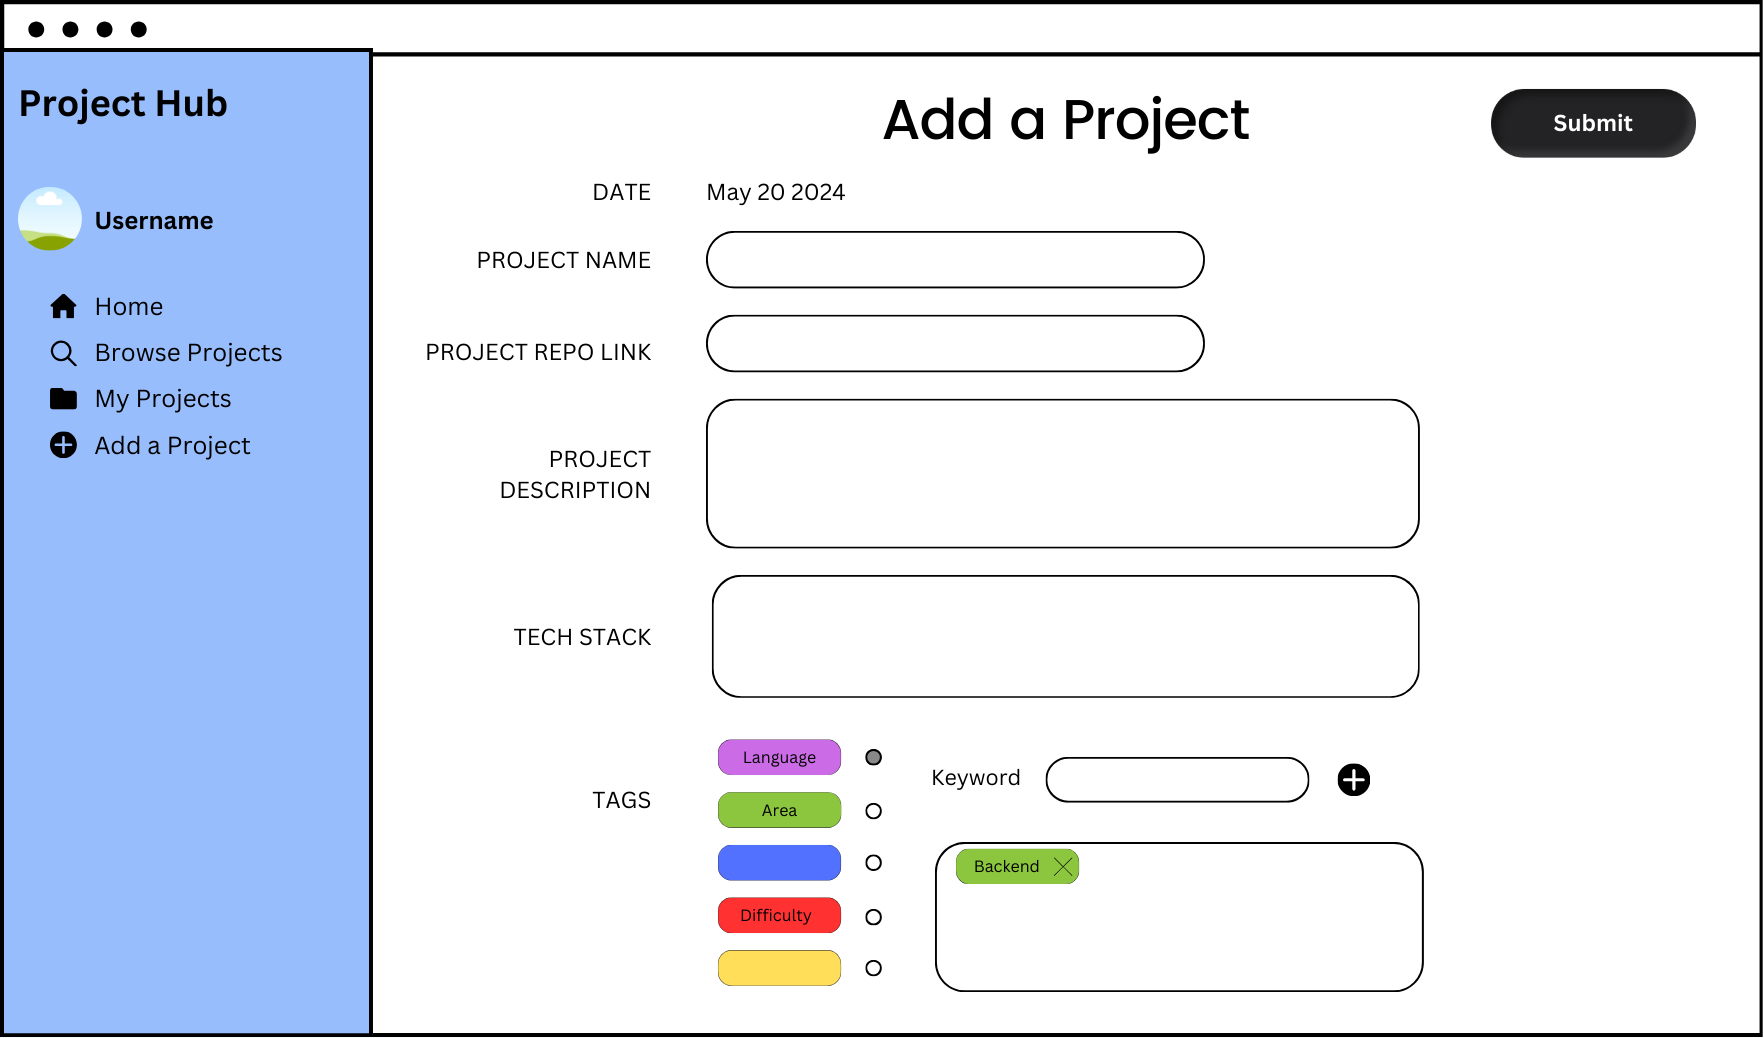 Project Hub
Username
Home
Browse Projects
My Projects
Add a Project
Add a Project
Submit
DATE
May 20 2024
PROJECT NAME
PROJECT REPO LINK
PROJECT
DESCRIPTION
TECH STACK
TAGS
Language
Area
Difficulty
Keyword
Backend